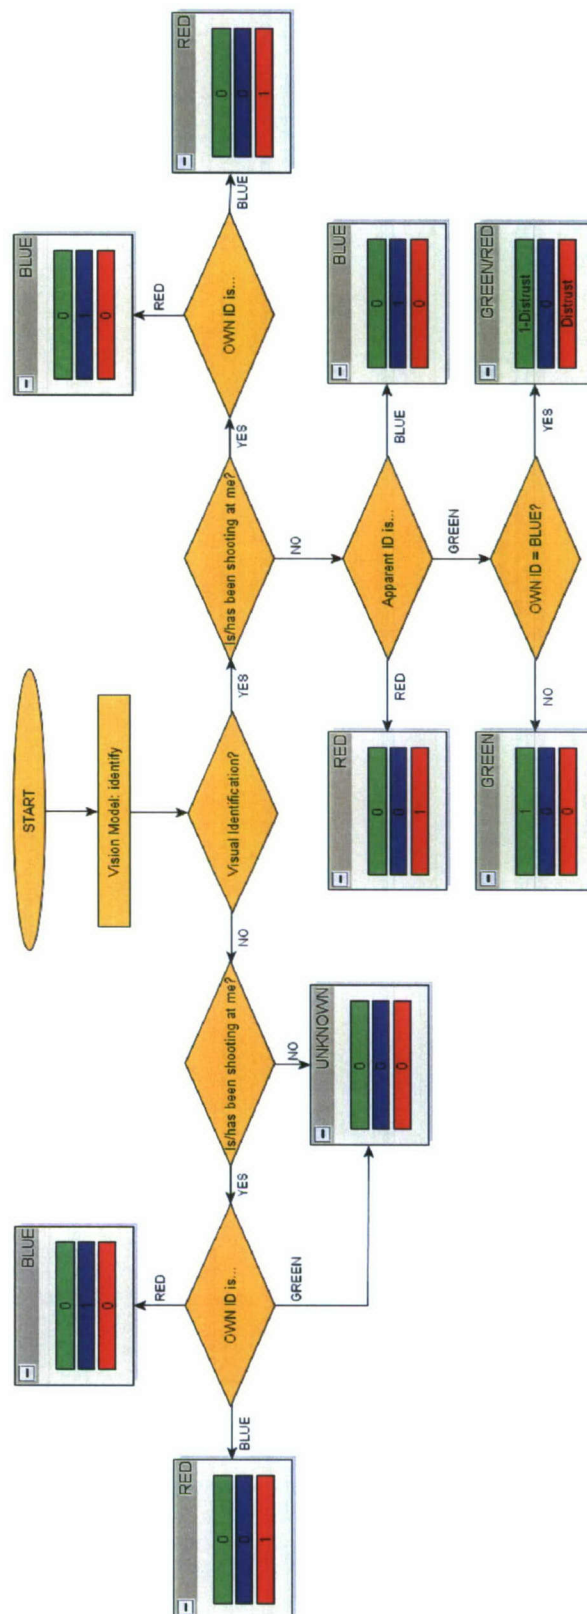 START
Vision Model: identify
Visual Identification?
NO
YES
Is/has been shooting at me?
YES
NO
OWN ID is...
RED
BLUE
GREEN
BLUE
0
1
0
RED
0
0
1
UNKNOWN
0
0
0
Is/has been shooting at me?
YES
NO
OWN ID is...
RED
BLUE
BLUE
0
1
0
RED
0
0
1
Apparent ID is...
RED
BLUE
GREEN
RED
0
0
1
BLUE
0
1
0
OWN ID = BLUE?
NO
YES
GREEN
1
0
0
GREEN/RED
1-Distrust
0
Distrust